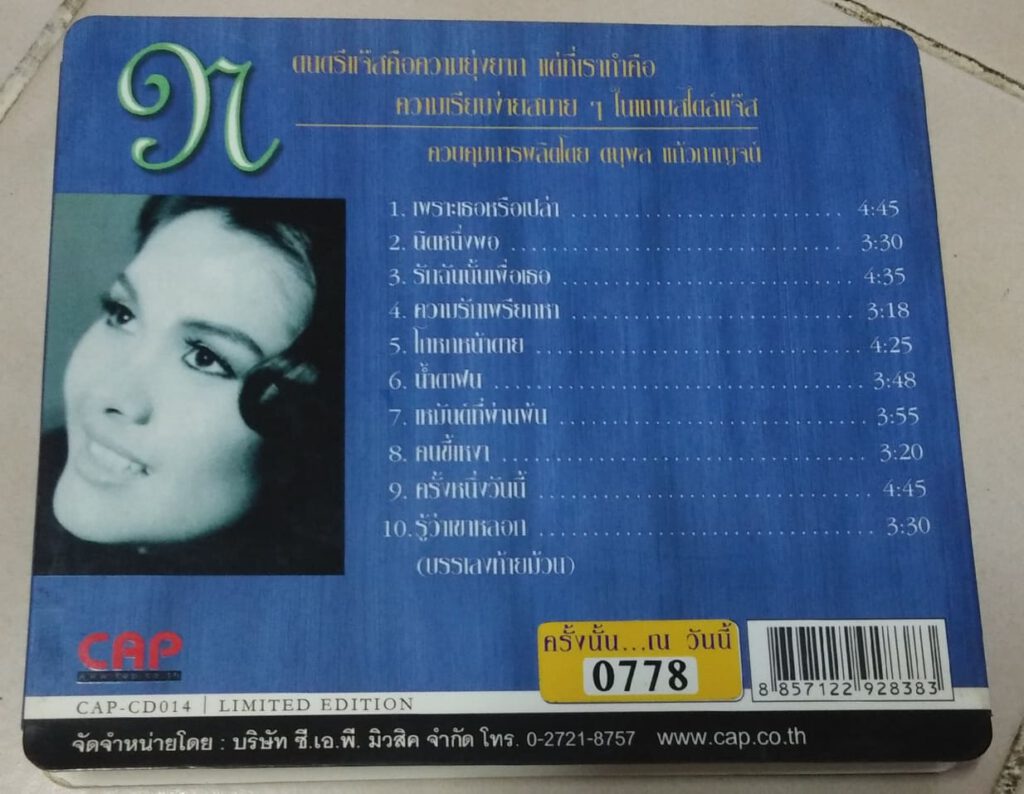 ท
ดนตรีแจ๊สคือความยุ่งยาก แต่ที่เราทำคือ
ความเรียบง่ายสบาย ๆ ในแบบสไตล์แจ๊ส
ควบคุมการผลิตโดย ดนุพล แก้วกาญจน์
1. เพราะเธอหรือเปล่า 4:45
2. นิดหนึ่งพอ 3:30
3. รักฉันนั้นเพื่อเธอ 4:35
4. ความรักเพรียกหา 3:18
5. โกหกหน้าตาย 4:25
6. น้ำตาฝน 3:48
7. เหมันต์ที่ผ่านพ้น 3:55
8. คนขี้เหงา 3:20
9. ครั้งหนึ่งวันนี้ 4:45
10. รู้ว่าเขาหลอก 3:30
(บรรเลงท้ายม้วน)
CAP
www.cap.co.th
ครั้งนั้น...ณ วันนี้
0778
8 857122 928383
CAP-CD014 | LIMITED EDITION
จัดจำหน่ายโดย : บริษัท ซี.เอ.พี. มิวสิค จำกัด โทร. 0-2721-8757 www.cap.co.th